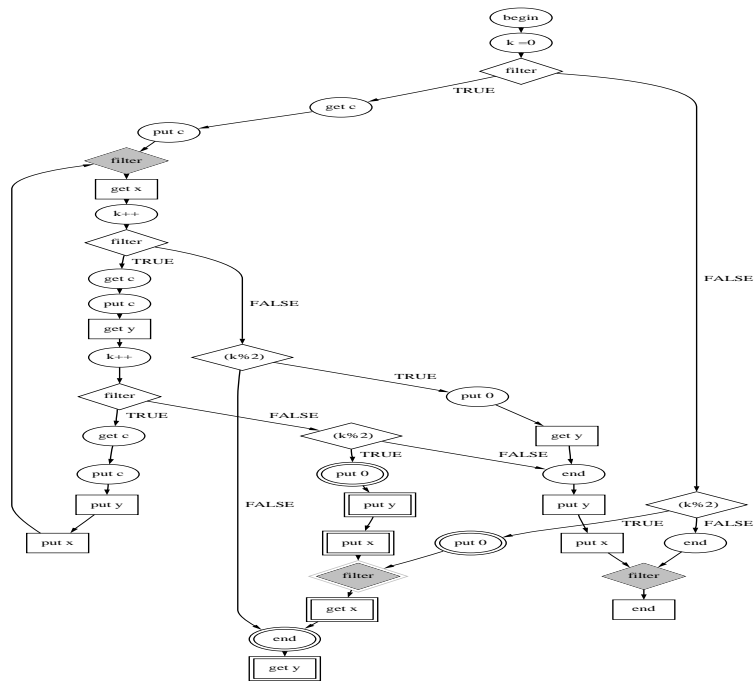 begin
k =0
filter
TRUE
get c
put c
filter
get x
k++
filter
TRUE
get c
FALSE
put c
FALSE
get y
k++
(k%2)
TRUE
filter
put 0
TRUE
FALSE
get c
(k%2)
get y
TRUE
FALSE
put c
put 0
end
FALSE
put y
put y
put y
(k%2)
TRUE
FALSE
put x
put x
put 0
put x
end
filter
filter
get x
end
end
get y